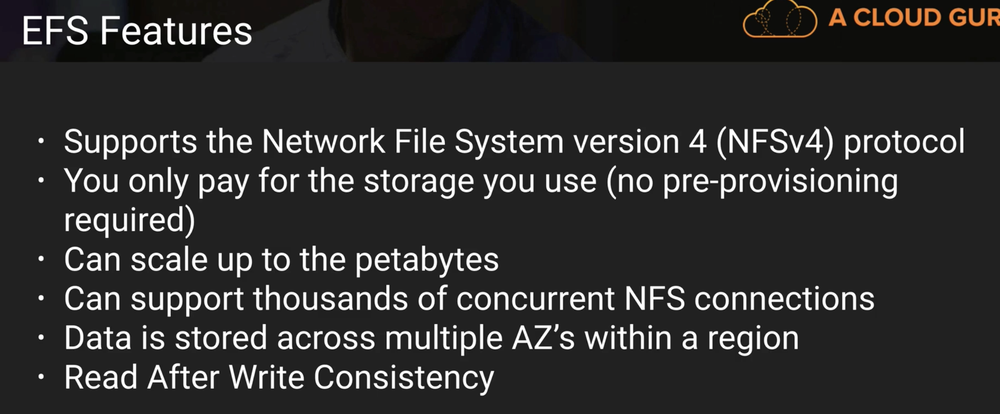 EFS Features
A CLOUD GUR
• Supports the Network File System version 4 (NFSv4) protocol
• You only pay for the storage you use (no pre-provisioning
required)
• Can scale up to the petabytes
• Can support thousands of concurrent NFS connections
• Data is stored across multiple AZ’s within a region
• Read After Write Consistency